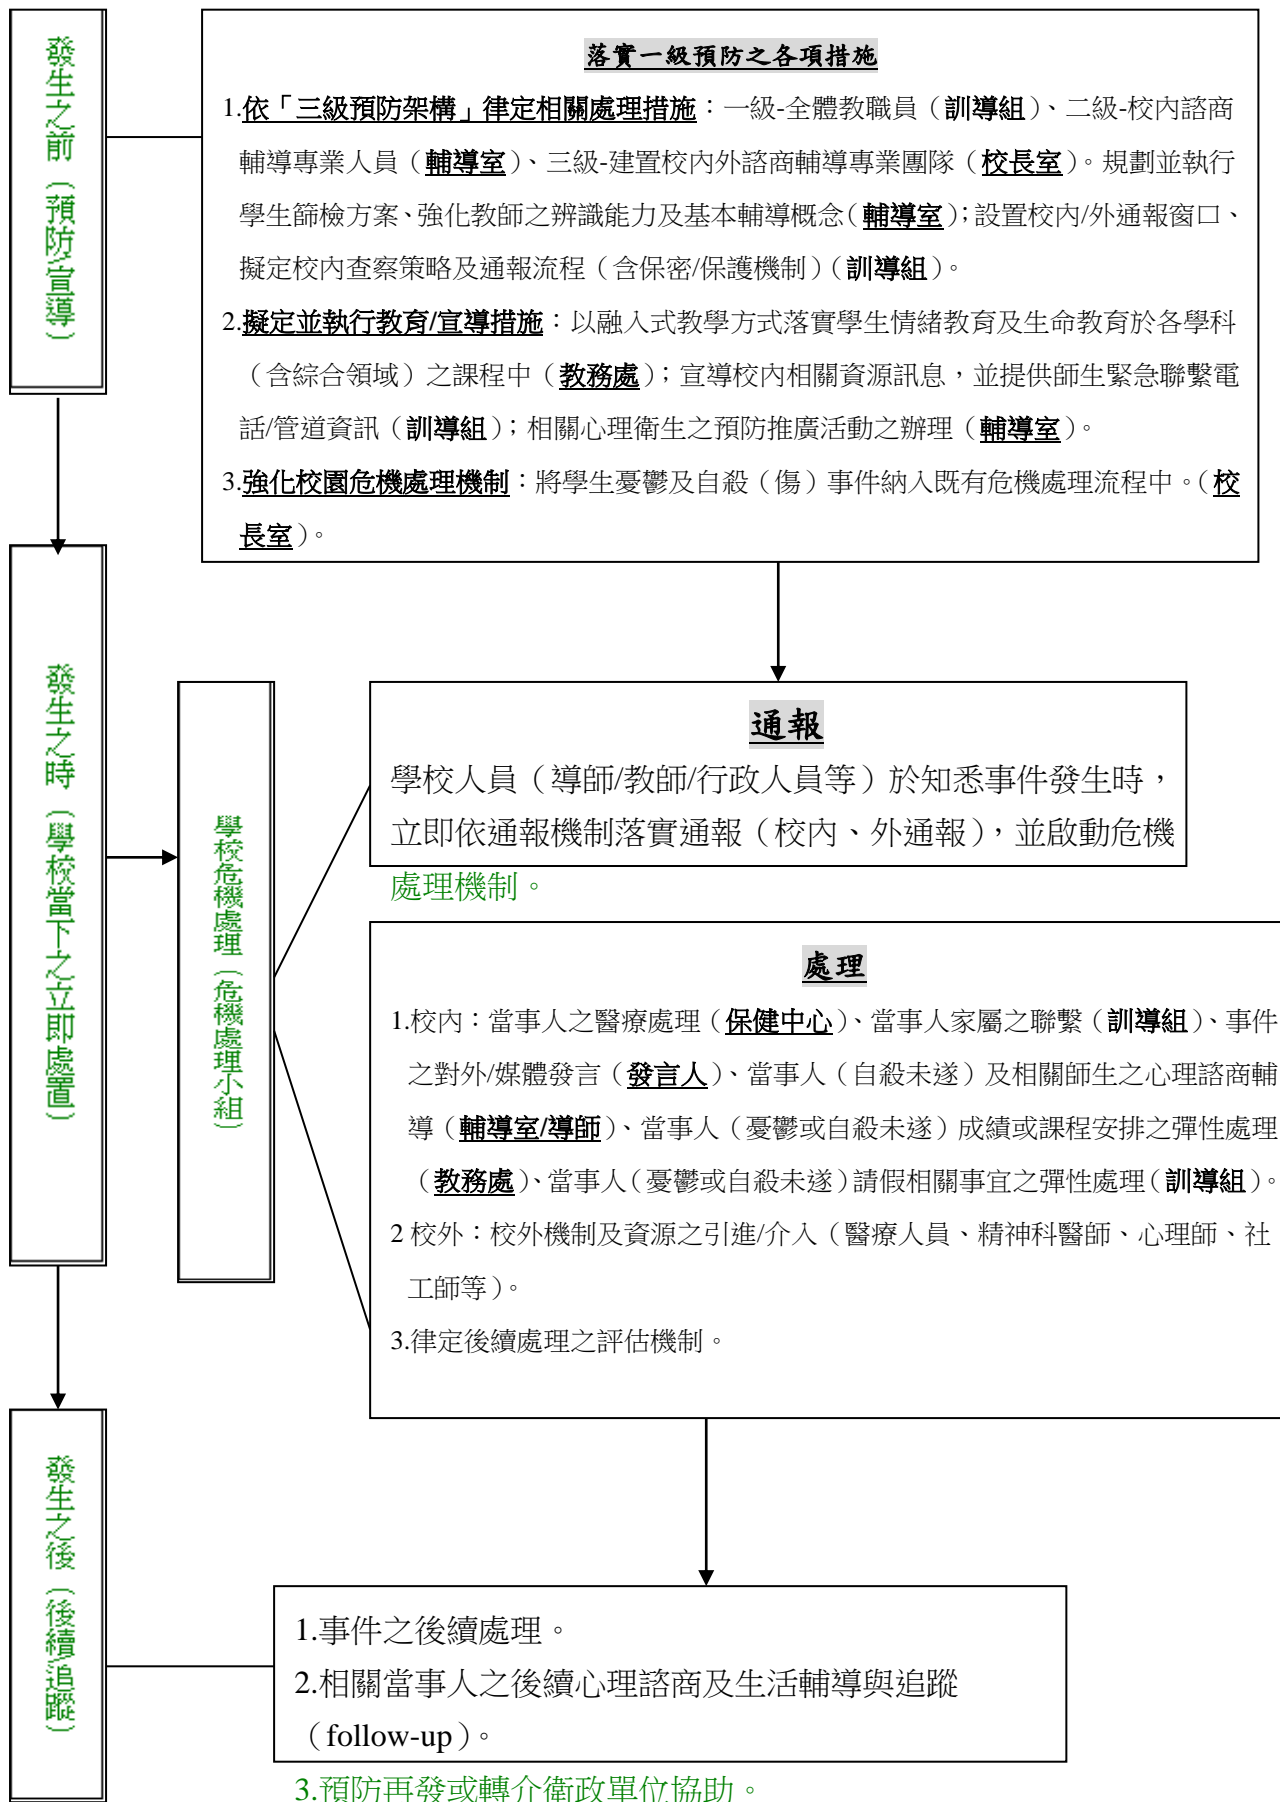 發生之前（預防宣導）
落實一級預防之各項措施
1.依「三級預防架構」律定相關處理措施：一級-全體教職員（訓導組）、二級-校內諮商
輔導專業人員（輔導室）、三級-建置校內外諮商輔導專業團隊（校長室）。規劃並執行
學生篩檢方案、強化教師之辨識能力及基本輔導概念（輔導室）；設置校內/外通報窗口、
擬定校內查察策略及通報流程（含保密/保護機制）（訓導組）。
2.擬定並執行教育/宣導措施：以融入式教學方式落實學生情緒教育及生命教育於各學科
（含綜合領域）之課程中（教務處）；宣導校內相關資源訊息，並提供師生緊急聯繫電
話/管道資訊（訓導組）；相關心理衛生之預防推廣活動之辦理（輔導室）。
3.強化校園危機處理機制：將學生憂鬱及自殺（傷）事件納入既有危機處理流程中。（校
長室）。
發生之時（學校當下之立即處置）
學校危機處理（危機處理小組）
通報
學校人員（導師/教師/行政人員等）於知悉事件發生時，
立即依通報機制落實通報（校內、外通報），並啟動危機
處理機制。
處理
1.校內：當事人之醫療處理（保健中心）、當事人家屬之聯繫（訓導組）、事件
之對外/媒體發言（發言人）、當事人（自殺未遂）及相關師生之心理諮商輔
導（輔導室/導師）、當事人（憂鬱或自殺未遂）成績或課程安排之彈性處理
（教務處）、當事人（憂鬱或自殺未遂）請假相關事宜之彈性處理（訓導組）。
2 校外：校外機制及資源之引進/介入（醫療人員、精神科醫師、心理師、社
工師等）。
3.律定後續處理之評估機制。
發生之後（後續追蹤）
1.事件之後續處理。
2.相關當事人之後續心理諮商及生活輔導與追蹤
（follow-up）。
3.預防再發或轉介衛政單位協助。